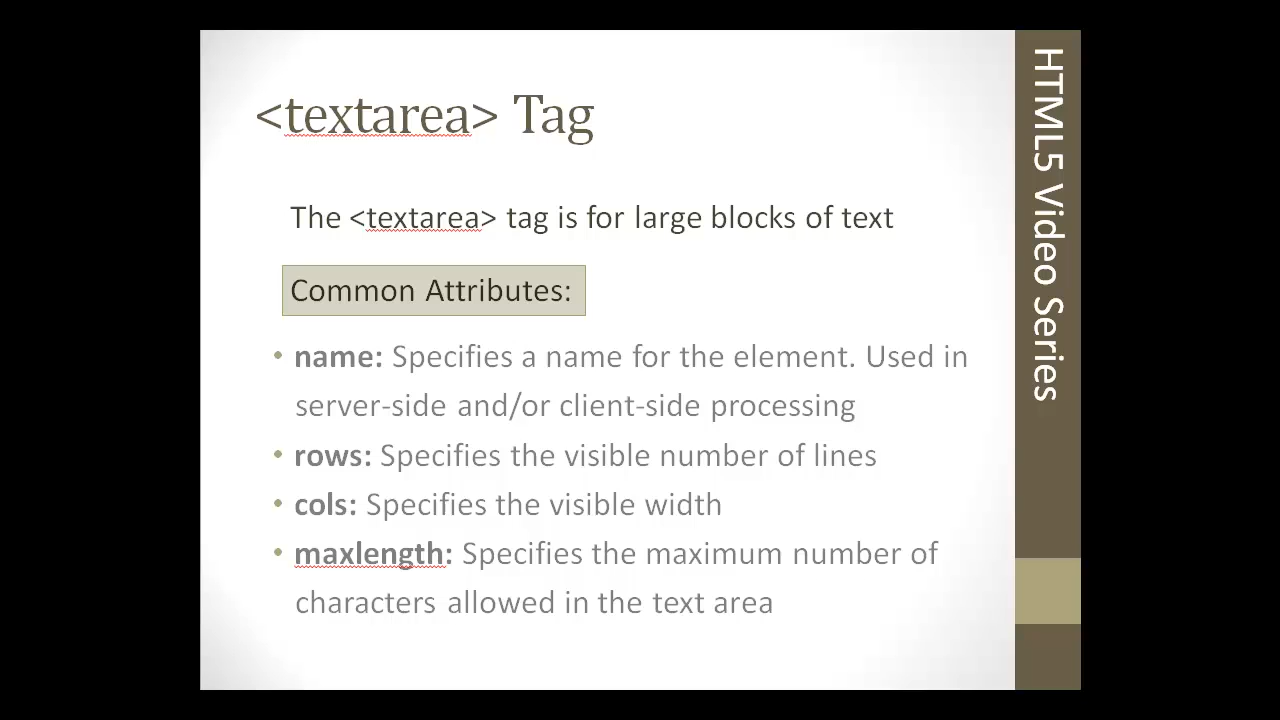 <textarea> Tag
The <textarea> tag is for large blocks of text
Common Attributes:
• name: Specifies a name for the element. Used in
server-side and/or client-side processing
• rows: Specifies the visible number of lines
• cols: Specifies the visible width
• maxlength: Specifies the maximum number of
characters allowed in the text area
HTML5 Video Series